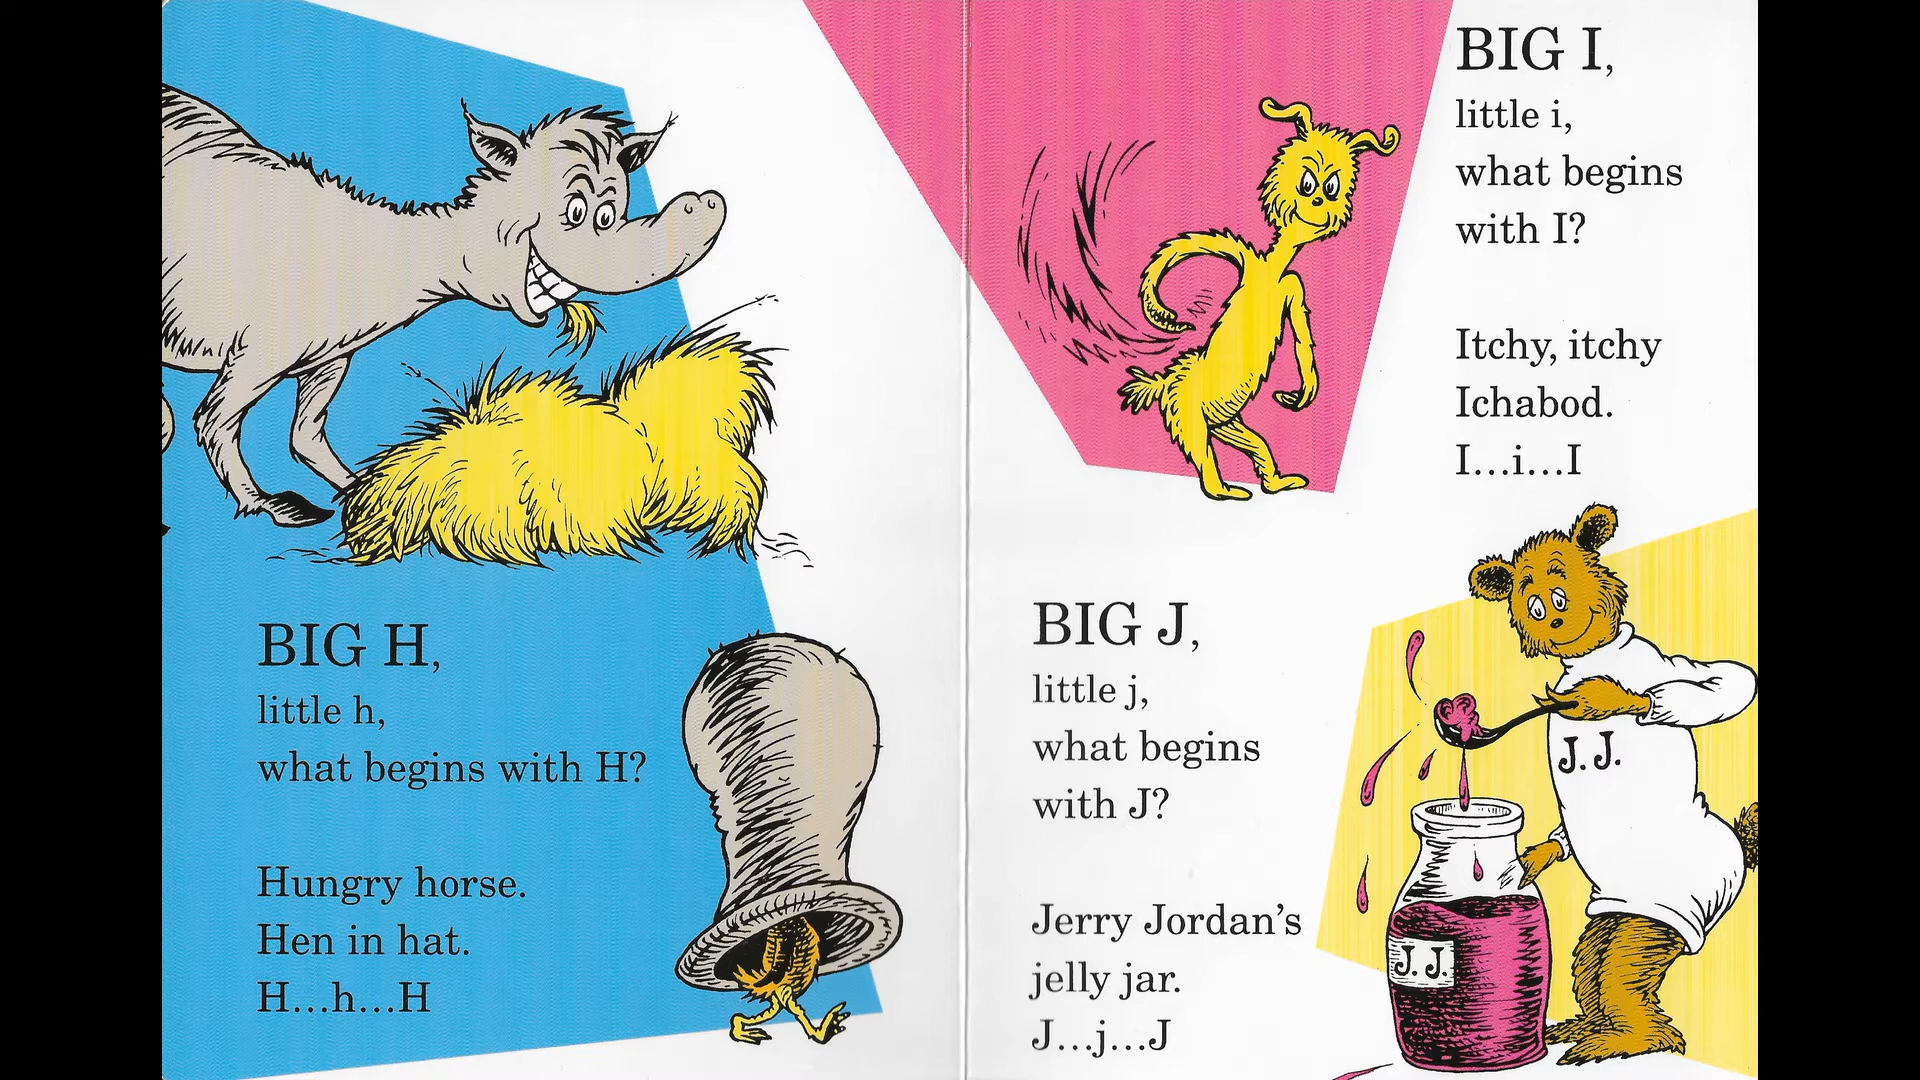 BIG H,
little h,
what begins with H?
Hungry horse.
Hen in hat.
H...h...H
BIG I,
little i,
what begins
with I?
Itchy, itchy
Ichabod.
I...i...I
BIG J,
little j,
what begins
with J?
Jerry Jordan’s
jelly jar.
J...j...J
J.J.
J.J.